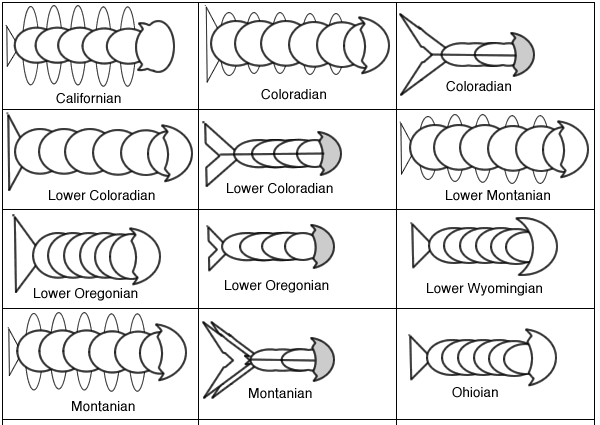 Californian
Coloradian
Coloradian
Lower Coloradian
Lower Coloradian
Lower Montanian
Lower Oregonian
Lower Oregonian
Lower Wyomingian
Montanian
Montanian
Ohioian